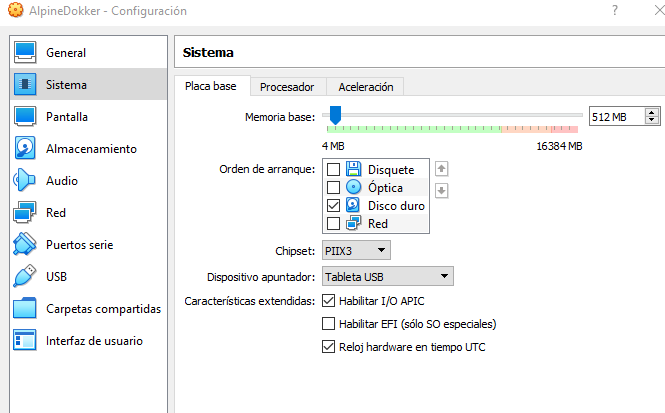 AlpineDokker - Configuración
General
Sistema
Pantalla
Almacenamiento
Audio
Red
Puertos serie
USB
Carpetas compartidas
Interfaz de usuario
Sistema
Placa base Procesador Aceleración
Memoria base: 512 MB
4 MB 16384 MB
Orden de arranque: Disquete
Óptica
Disco duro
Red
Chipset: PIIX3
Dispositivo apuntador: Tableta USB
Características extendidas: Habilitar I/O APIC
Habilitar EFI (sólo SO especiales)
Reloj hardware en tiempo UTC